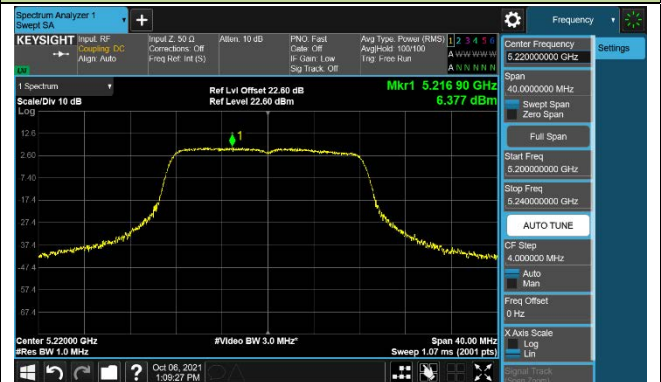 Spectrum Analyzer 1
Swept SA
+
Frequency
KEYSIGHT
Input: RF
Coupling: DC
Align: Auto
Input Z: 50 Ω
Corrections: Off
Freq Ref: Int (S)
Atten: 10 dB
PNO: Fast
Gate: Off
IF Gain: Low
Sig Track: Off
Avg Type: Power (RMS)
Avg|Hold: 100/100
Trig: Free Run
1 2 3 4 5 6
A W W W W W
A N N N N N
Center Frequency
5.220000000 GHz
Settings
Span
40.0000000 MHz
Swept Span
Zero Span
Full Span
Start Freq
5.200000000 GHz
Stop Freq
5.240000000 GHz
AUTO TUNE
CF Step
4.000000 MHz
Auto
Man
Freq Offset
0 Hz
X Axis Scale
Log
Lin
Signal Track
1 Spectrum
Scale/Div 10 dB
Log
Ref Lvl Offset 22.60 dB
Ref Level 22.60 dBm
Mkr1 5.216 90 GHz
6.377 dBm
1
12.6
2.60
-7.40
-17.4
-27.4
-37.4
-47.4
-57.4
-67.4
Center 5.22000 GHz
#Res BW 1.0 MHz
#Video BW 3.0 MHz*
Span 40.00 MHz
Sweep 1.07 ms (2001 pts)
?
Oct 06, 2021
1:09:27 PM